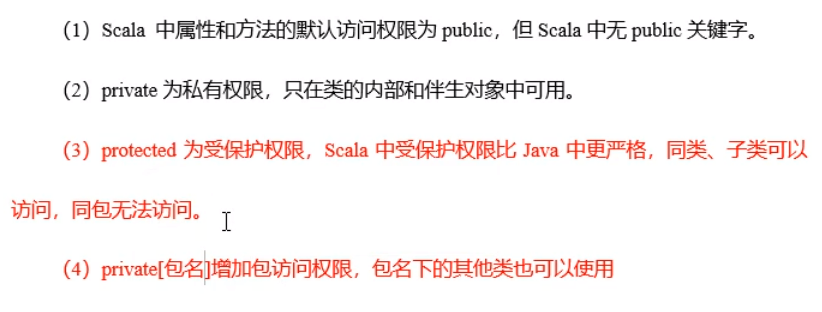 （1）Scala 中属性和方法的默认访问权限为 public，但 Scala 中无 public 关键字。
（2）private 为私有权限，只在类的内部和伴生对象中可用。
（3）protected 为受保护权限，Scala 中受保护权限比 Java 中更严格，同类、子类可以
访问，同包无法访问。
（4）private[包名]增加包访问权限，包名下的其他类也可以使用